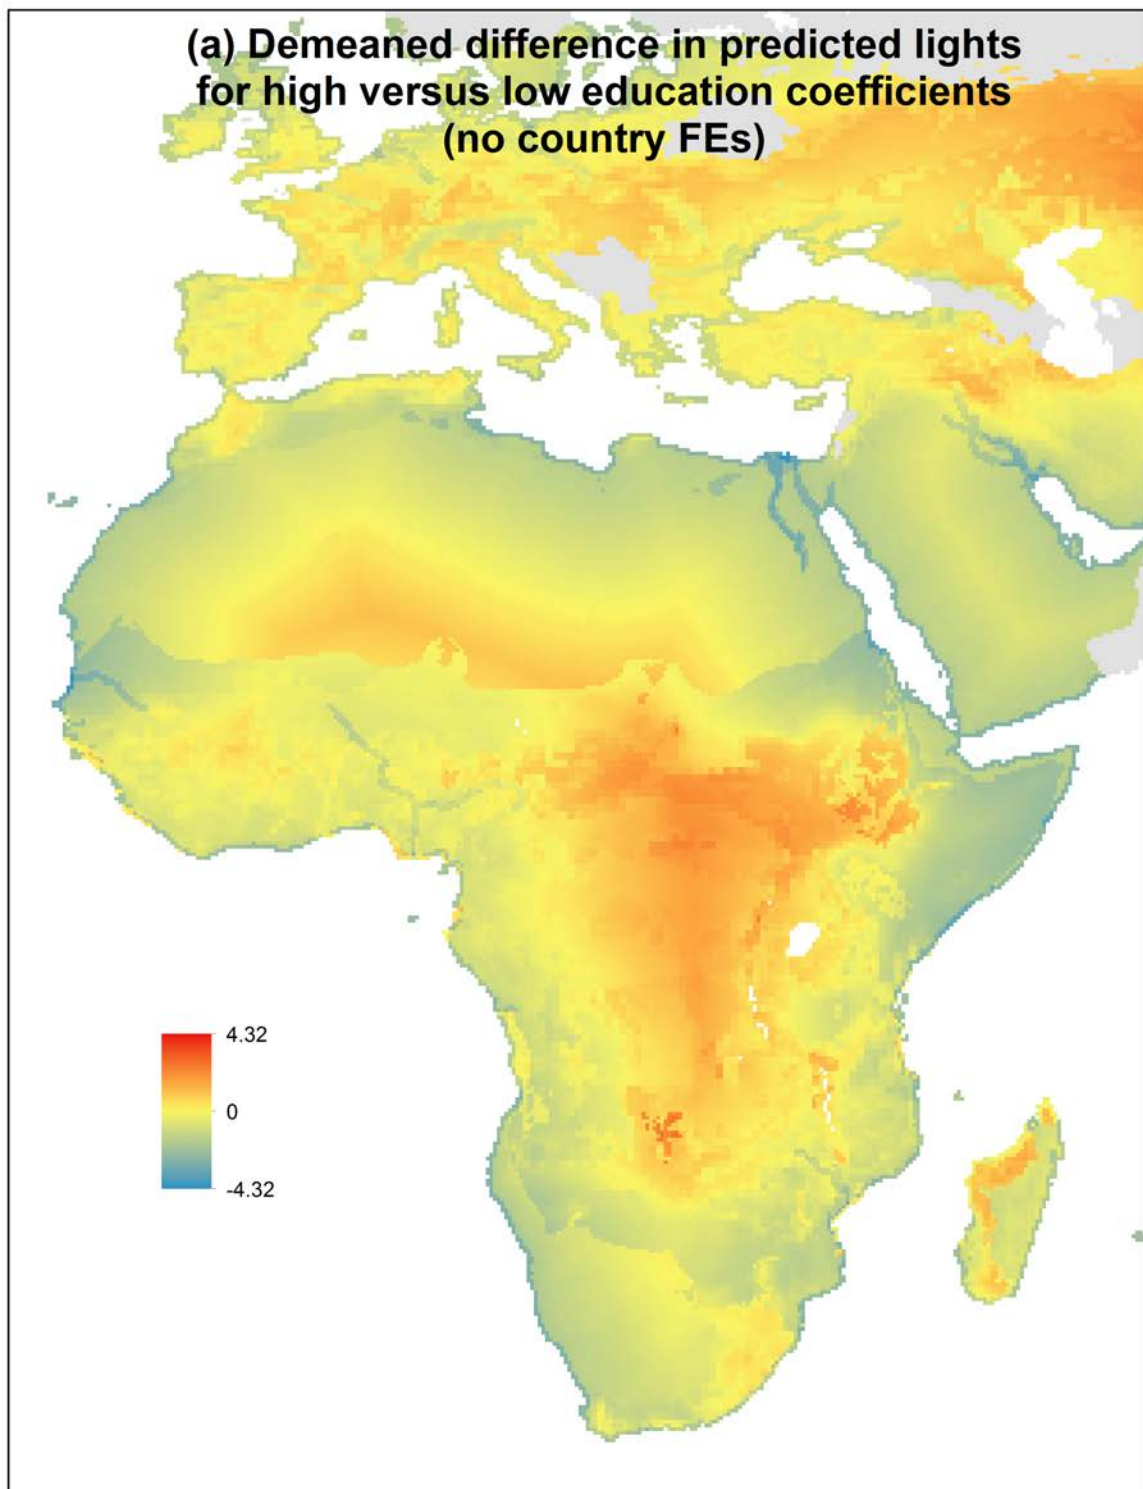 (a) Demeaned difference in predicted lights
for high versus low education coefficients
(no country FEs)
4.32
0
-4.32